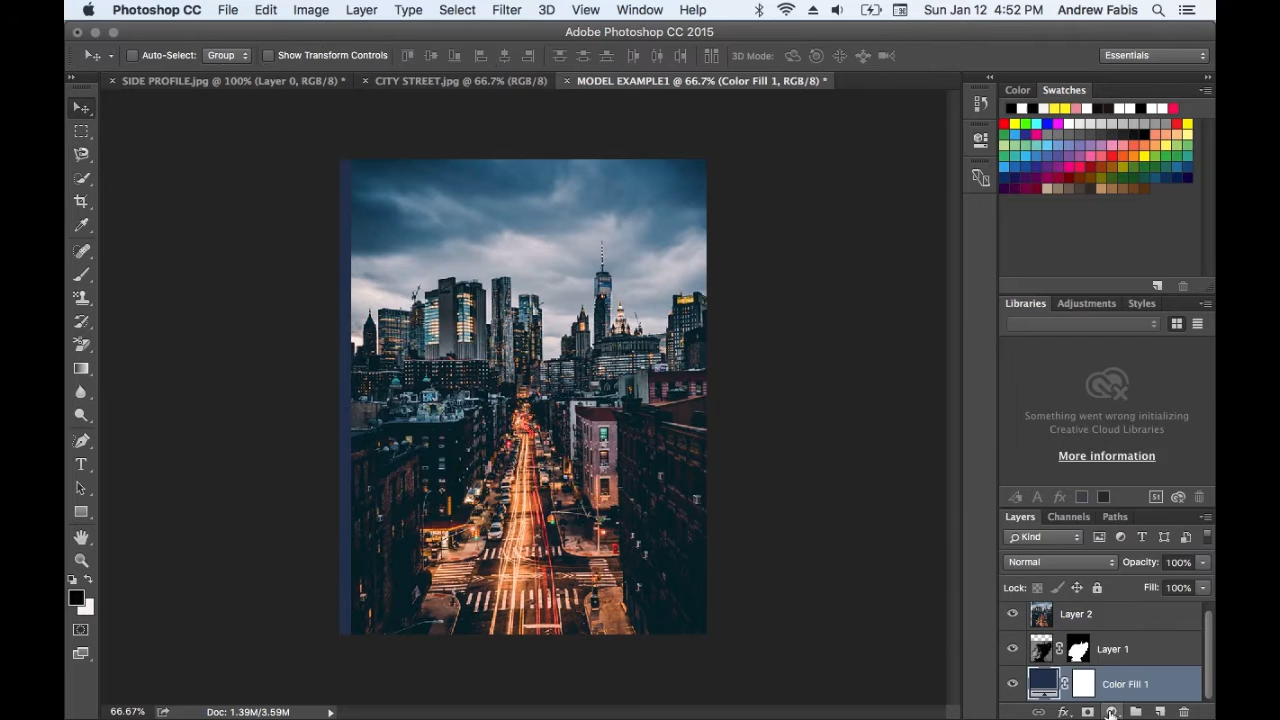 Photoshop CC File Edit Image Layer Type Select Filter 3D View Window Help Sun Jan 12 4:52 PM Andrew Fabis
Adobe Photoshop CC 2015
Auto-Select: Group Show Transform Controls 3D Mode: Essentials
SIDE PROFILE.jpg @ 100% (Layer 0, RGB/8) * CITY STREET.jpg @ 66.7% (RGB/8) MODEL EXAMPLE1 @ 66.7% (Color Fill 1, RGB/8) *
Color Swatches
Libraries Adjustments Styles
Something went wrong initializing
Creative Cloud Libraries
More information
Layers Channels Paths
Kind
Normal Opacity: 100%
Lock: Fill: 100%
Layer 2
Layer 1
Color Fill 1
66.67% Doc: 1.39M/3.59M